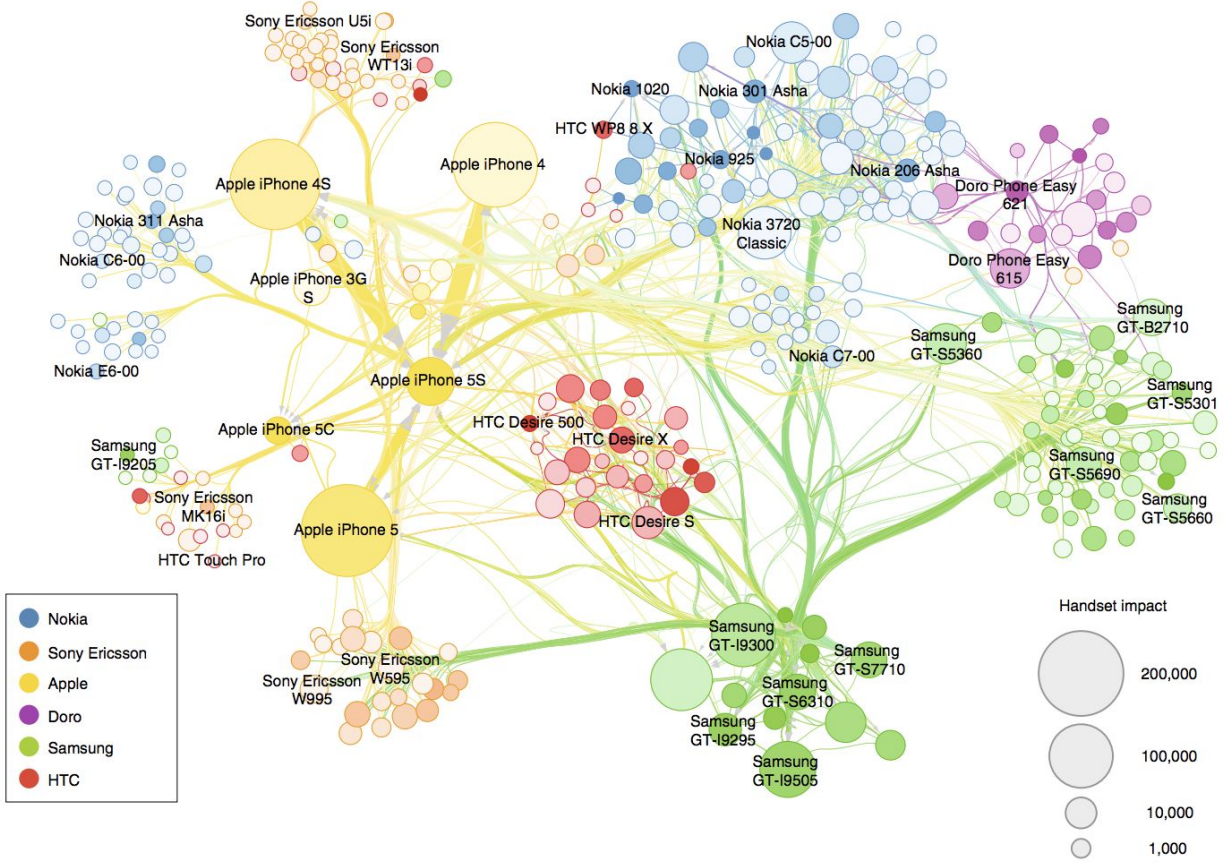 Sony Ericsson U5i
Sony Ericsson
WT13i
Nokia C5-00
Nokia 1020
Nokia 301 Asha
HTC WP8 8 X
Nokia 925
Nokia 206 Asha
Apple iPhone 4
Apple iPhone 4S
Doro Phone Easy
621
Nokia 311 Asha
Nokia 3720
Classic
Nokia C6-00
Doro Phone Easy
615
Apple iPhone 3G
S
Samsung
GT-B2710
Samsung
GT-S5360
Nokia C7-00
Nokia E6-00
Apple iPhone 5S
Samsung
GT-S5301
HTC Desire 500
Apple iPhone 5C
HTC Desire X
Samsung
GT-I9205
Samsung
GT-S5690
Sony Ericsson
MK16i
Samsung
GT-S5660
HTC Desire S
Apple iPhone 5
HTC Touch Pro
Nokia
Sony Ericsson
Apple
Doro
Samsung
HTC
Sony Ericsson
W595
Sony Ericsson
W995
Samsung
GT-I9300
Samsung
GT-S7710
Samsung
GT-S6310
Samsung
GT-I9295
Samsung
GT-I9505
Handset impact
200,000
100,000
10,000
1,000